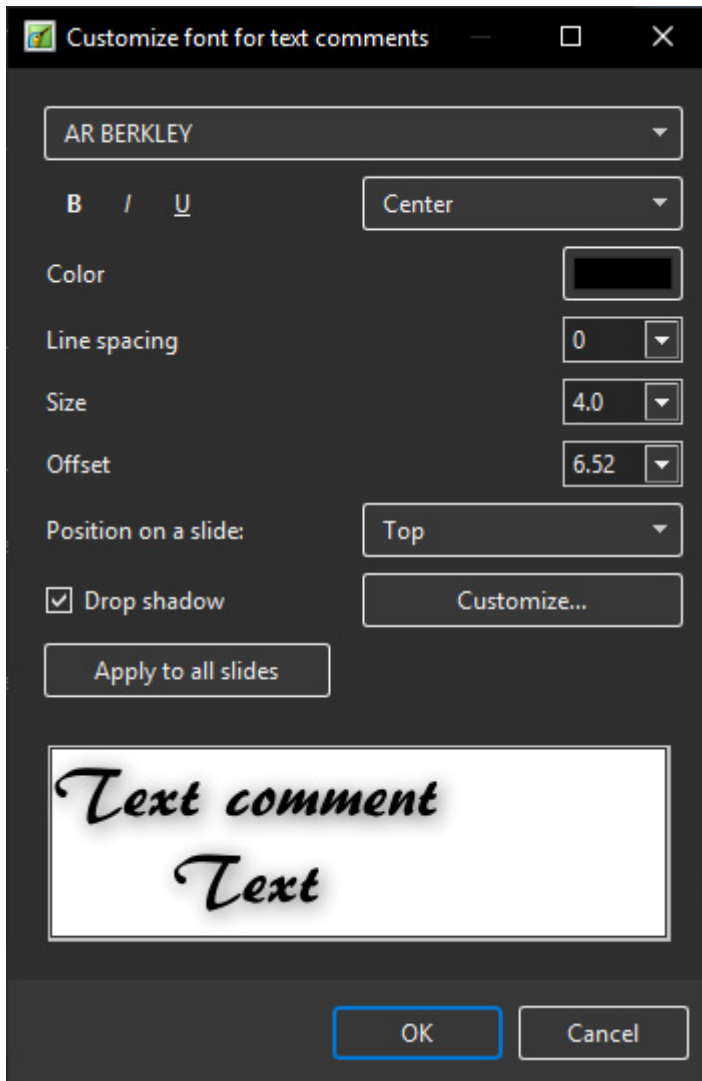 Customize font for text comments
AR BERKLEY
B I U Center
Color
Line spacing 0
Size 4.0
Offset 6.52
Position on a slide: Top
Drop shadow Customize...
Apply to all slides
Text comment
Text
OK Cancel